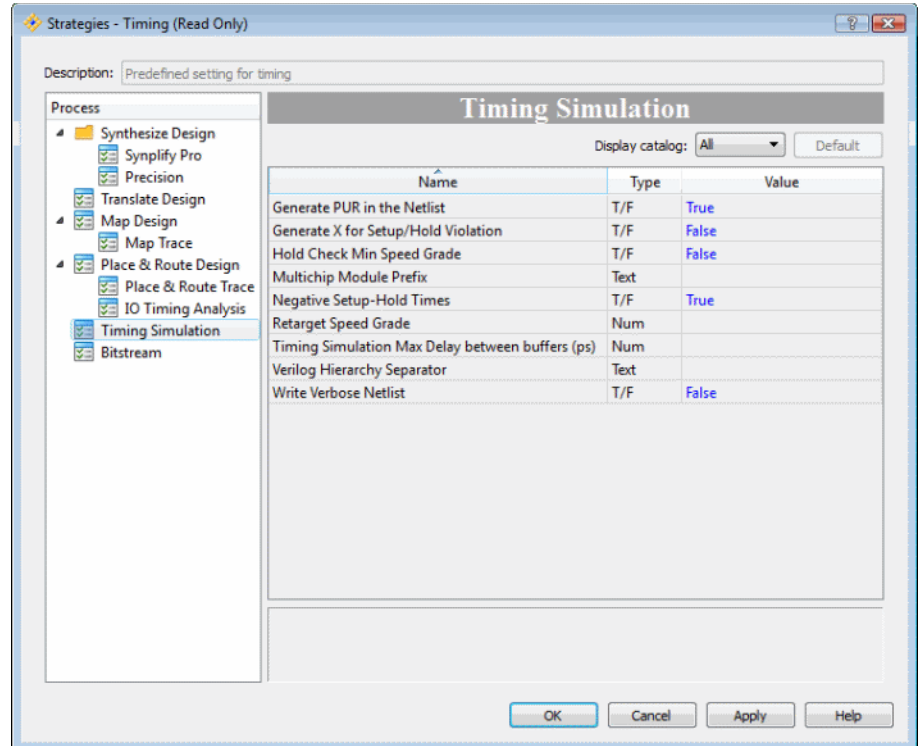 Strategies - Timing (Read Only)
Description: Predefined setting for timing
Process
Synthesize Design
Synplify Pro
Precision
Translate Design
Map Design
Map Trace
Place & Route Design
Place & Route Trace
IO Timing Analysis
Timing Simulation
Bitstream
Timing Simulation
Display catalog: All Default
Name Type Value
Generate PUR in the Netlist T/F True
Generate X for Setup/Hold Violation T/F False
Hold Check Min Speed Grade T/F False
Multichip Module Prefix Text
Negative Setup-Hold Times T/F True
Retarget Speed Grade Num
Timing Simulation Max Delay between buffers (ps) Num
Verilog Hierarchy Separator Text
Write Verbose Netlist T/F False
OK Cancel Apply Help